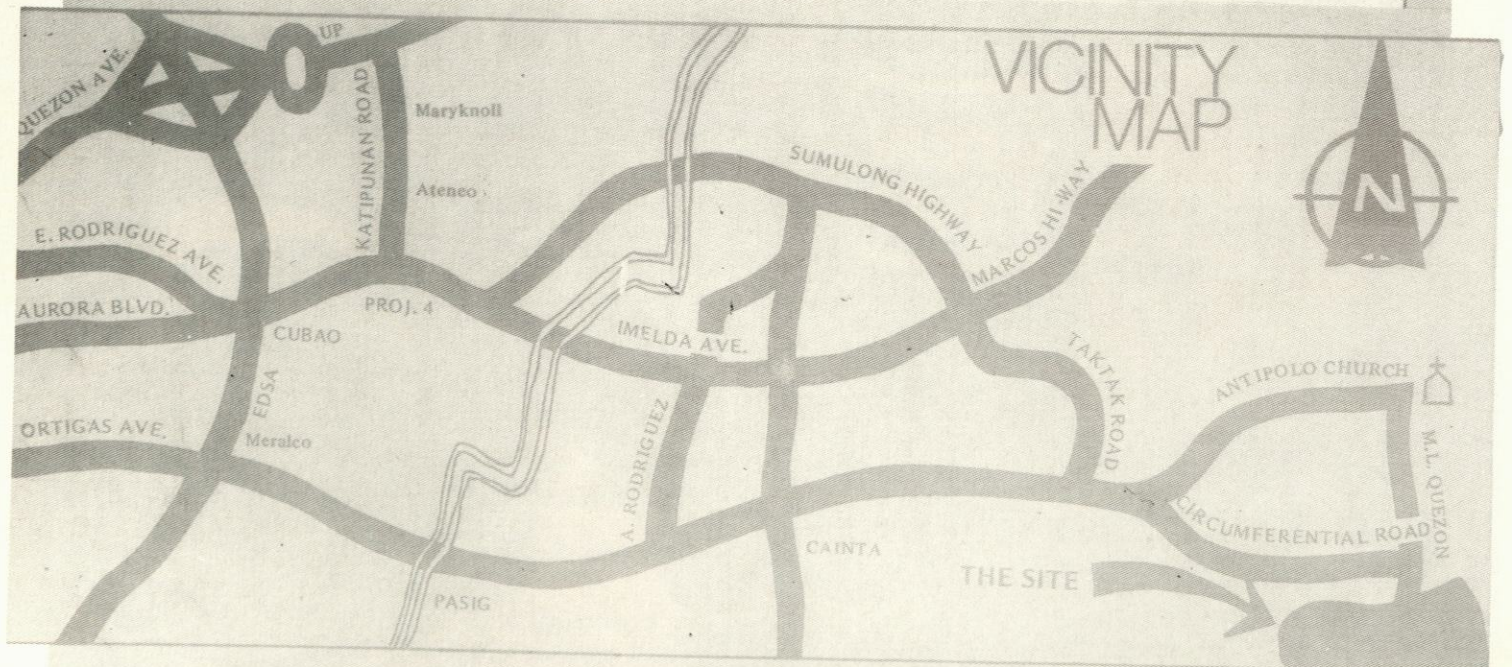 VICINITY
MAP
N
UP
QUEZON AVE.
KATIPUNAN ROAD
Maryknoll
Ateneo
SUMULONG HIGHWAY
MARCOS HI-WAY
E. RODRIGUEZ AVE.
AURORA BLVD.
PROJ. 4
CUBAO
IMELDA AVE.
EDSA
TAKTAK ROAD
ANTIPOLO CHURCH
ORTIGAS AVE.
Meralco
A. RODRIGUEZ
M.L. QUEZON
CIRCUMFERENTIAL ROAD
CAINTA
THE SITE
PASIG